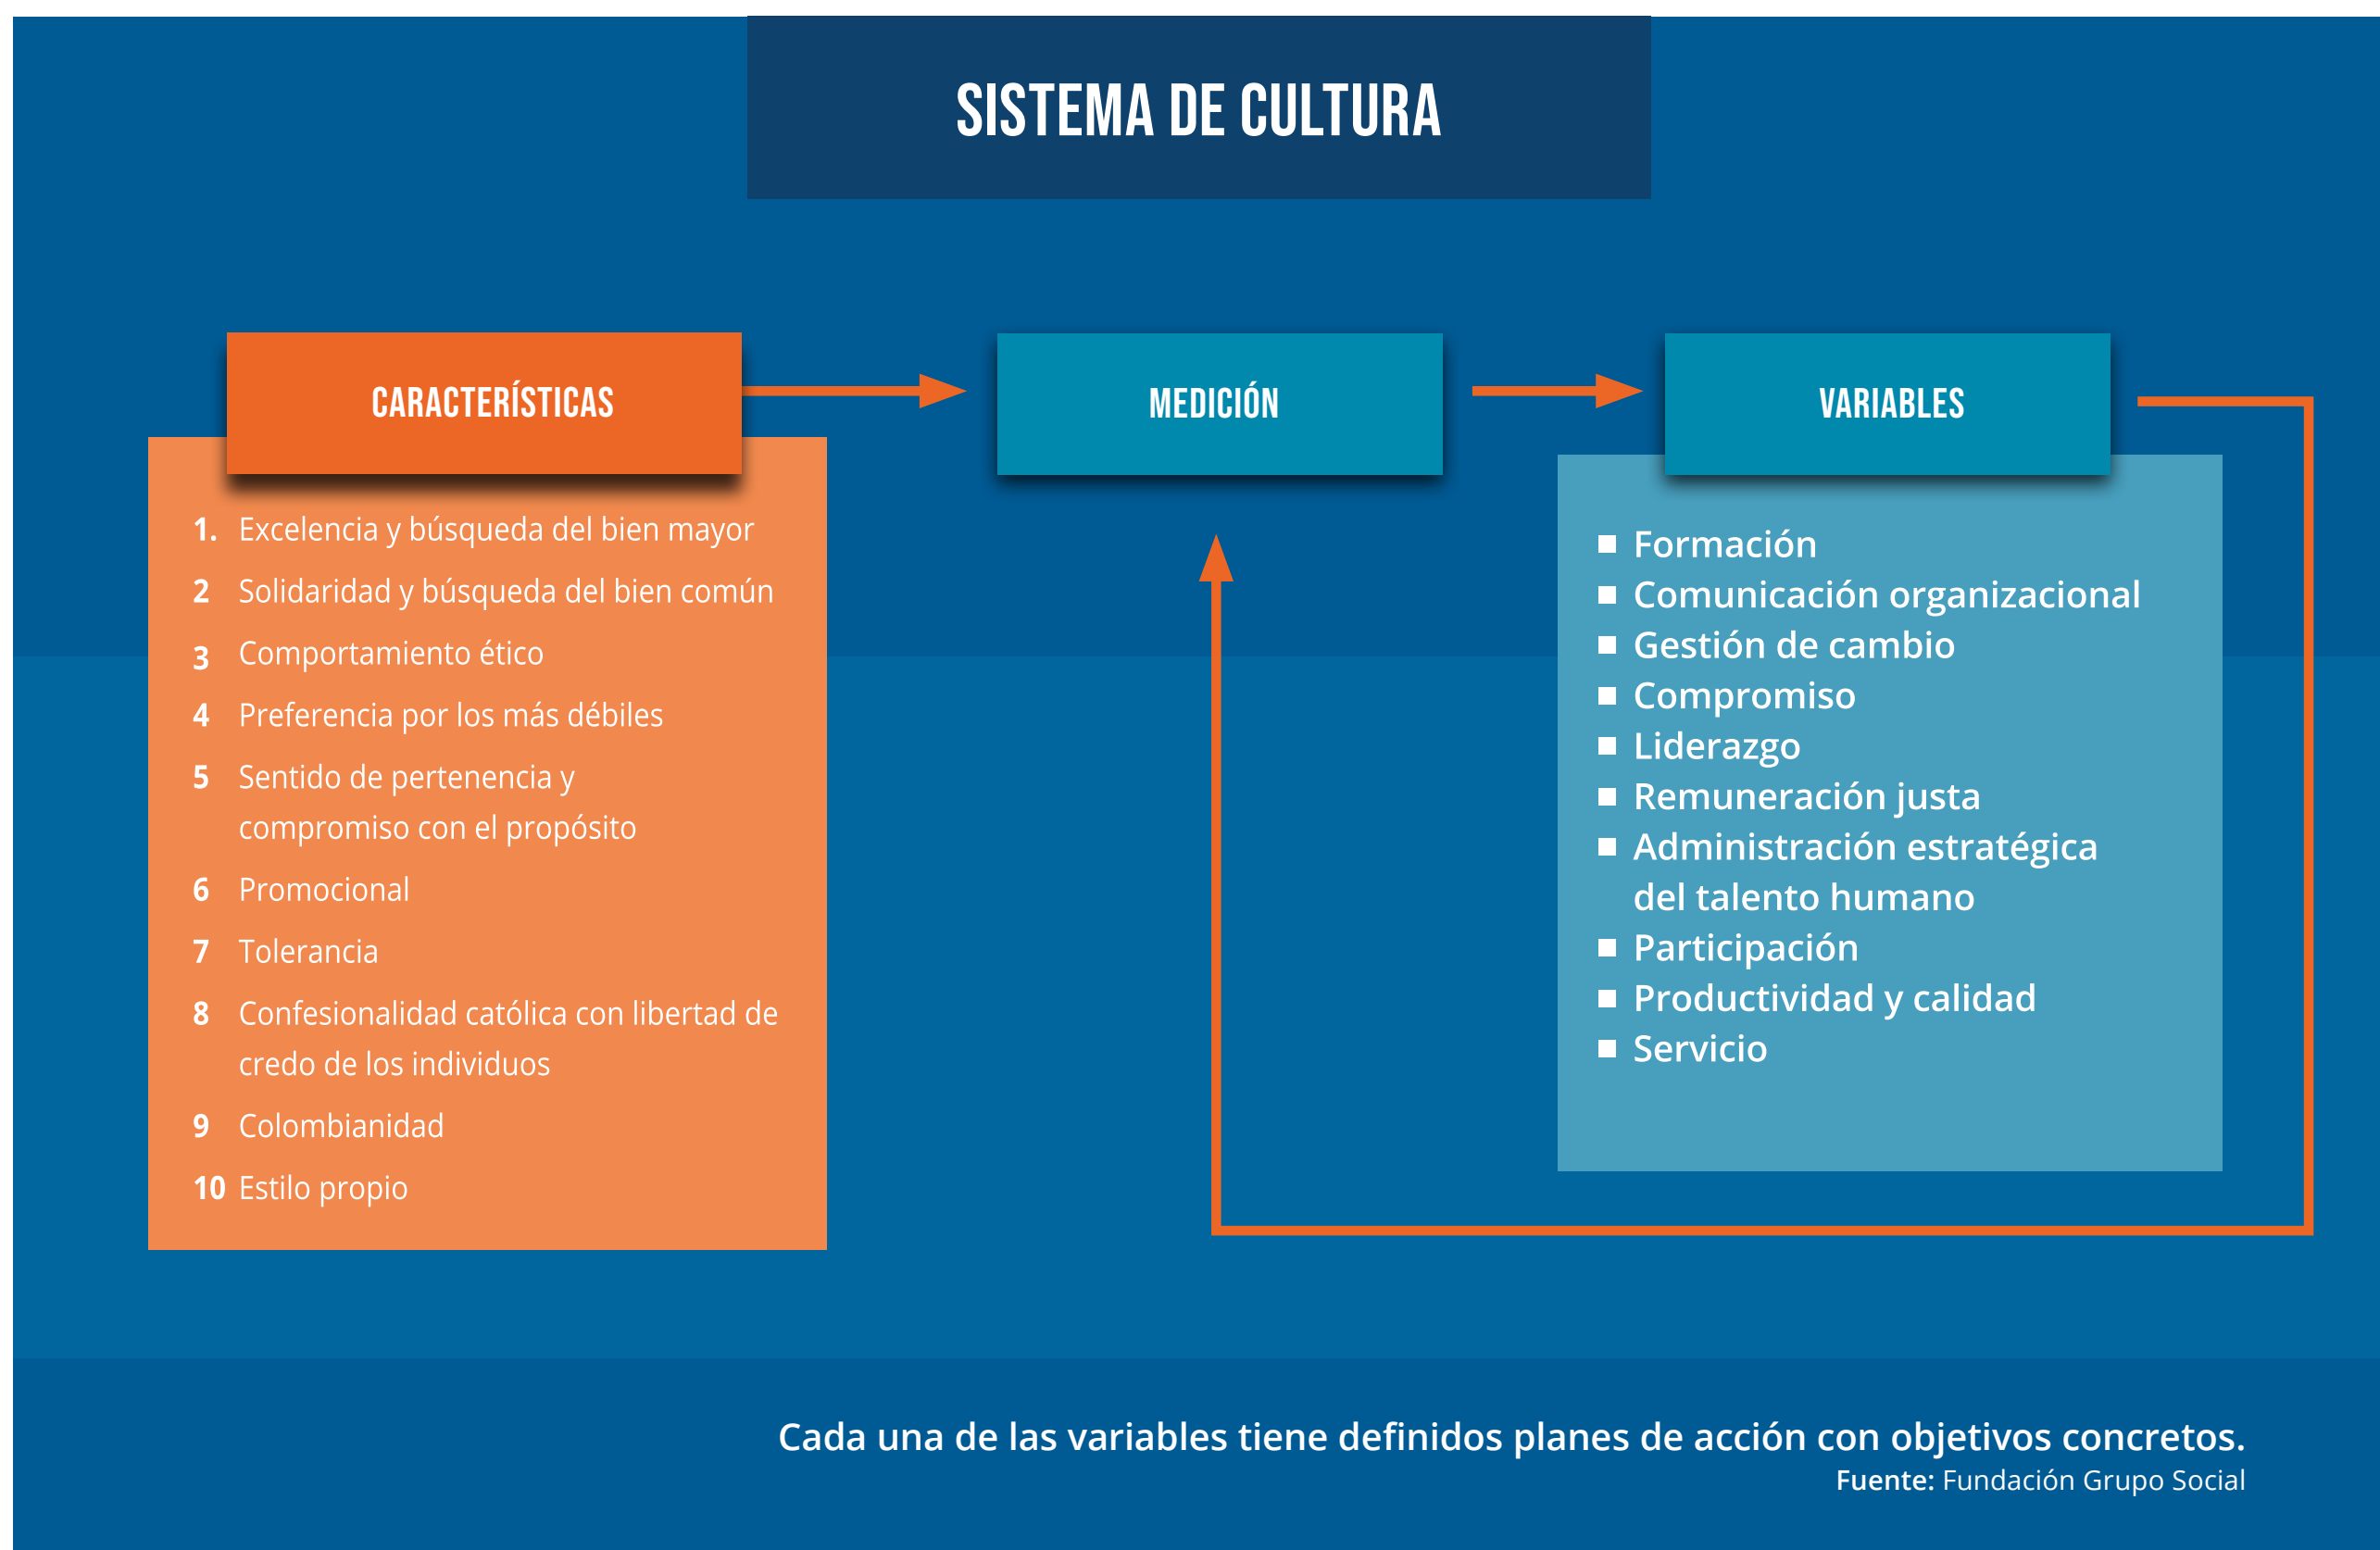 SISTEMA DE CULTURA
CARACTERÍSTICAS
1. Excelencia y búsqueda del bien mayor
2 Solidaridad y búsqueda del bien común
3 Comportamiento ético
4 Preferencia por los más débiles
5 Sentido de pertenencia y
compromiso con el propósito
6 Promocional
7 Tolerancia
8 Confesionalidad católica con libertad de
credo de los individuos
9 Colombianidad
10 Estilo propio
MEDICIÓN
VARIABLES
Formación
Comunicación organizacional
Gestión de cambio
Compromiso
Liderazgo
Remuneración justa
Administración estratégica
del talento humano
Participación
Productividad y calidad
Servicio
Cada una de las variables tiene definidos planes de acción con objetivos concretos.
Fuente: Fundación Grupo Social